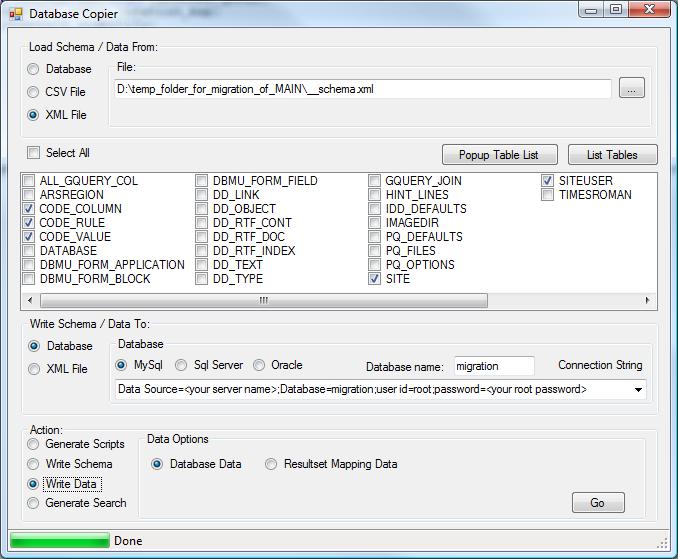 Database Copier
Load Schema / Data From:
Database
CSV File
XML File
File:
D:\temp_folder_for_migration_of_MAIN\__schema.xml
...
Select All
Popup Table List
List Tables
ALL_GQUERY_COL
ARSREGION
CODE_COLUMN
CODE_RULE
CODE_VALUE
DATABASE
DBMU_FORM_APPLICATION
DBMU_FORM_BLOCK
DBMU_FORM_FIELD
DD_LINK
DD_OBJECT
DD_RTF_CONT
DD_RTF_DOC
DD_RTF_INDEX
DD_TEXT
DD_TYPE
GQUERY_JOIN
HINT_LINES
IDD_DEFAULTS
IMAGEDIR
PQ_DEFAULTS
PQ_FILES
PQ_OPTIONS
SITE
SITEUSER
TIMESROMAN
Write Schema / Data To:
Database
XML File
Database
MySql
Sql Server
Oracle
Database name:
migration
Connection String
Data Source=<your server name>;Database=migration;user id=root;password=<your root password>
Action:
Generate Scripts
Write Schema
Write Data
Generate Search
Data Options
Database Data
Resultset Mapping Data
Go
Done